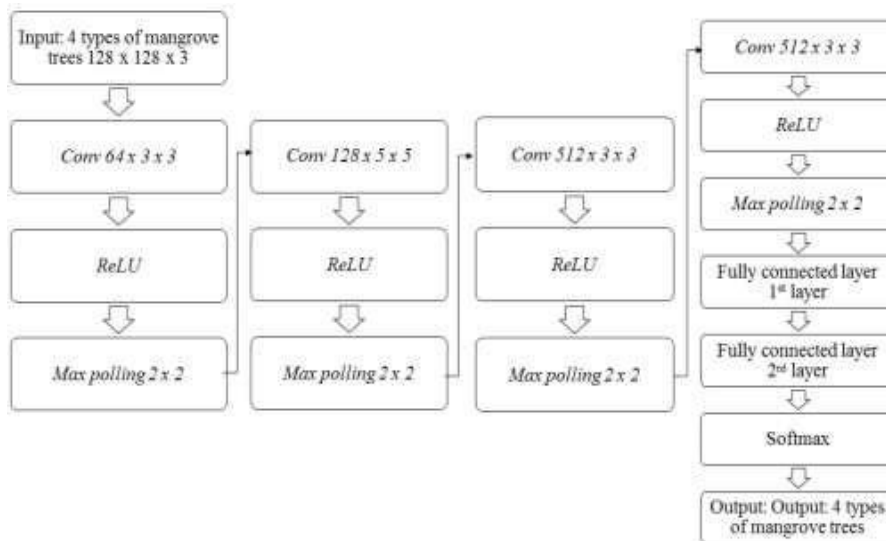 Input: 4 types of mangrove
trees 128 x 128 x 3
Conv 64 x 3 x 3
ReLU
Max polling 2 x 2
Conv 128 x 5 x 5
ReLU
Max polling 2 x 2
Conv 512 x 3 x 3
ReLU
Max polling 2 x 2
Conv 512 x 3 x 3
ReLU
Max polling 2 x 2
Fully connected layer
1st layer
Fully connected layer
2rd layer
Softmax
Output: Output: 4 types
of mangrove trees